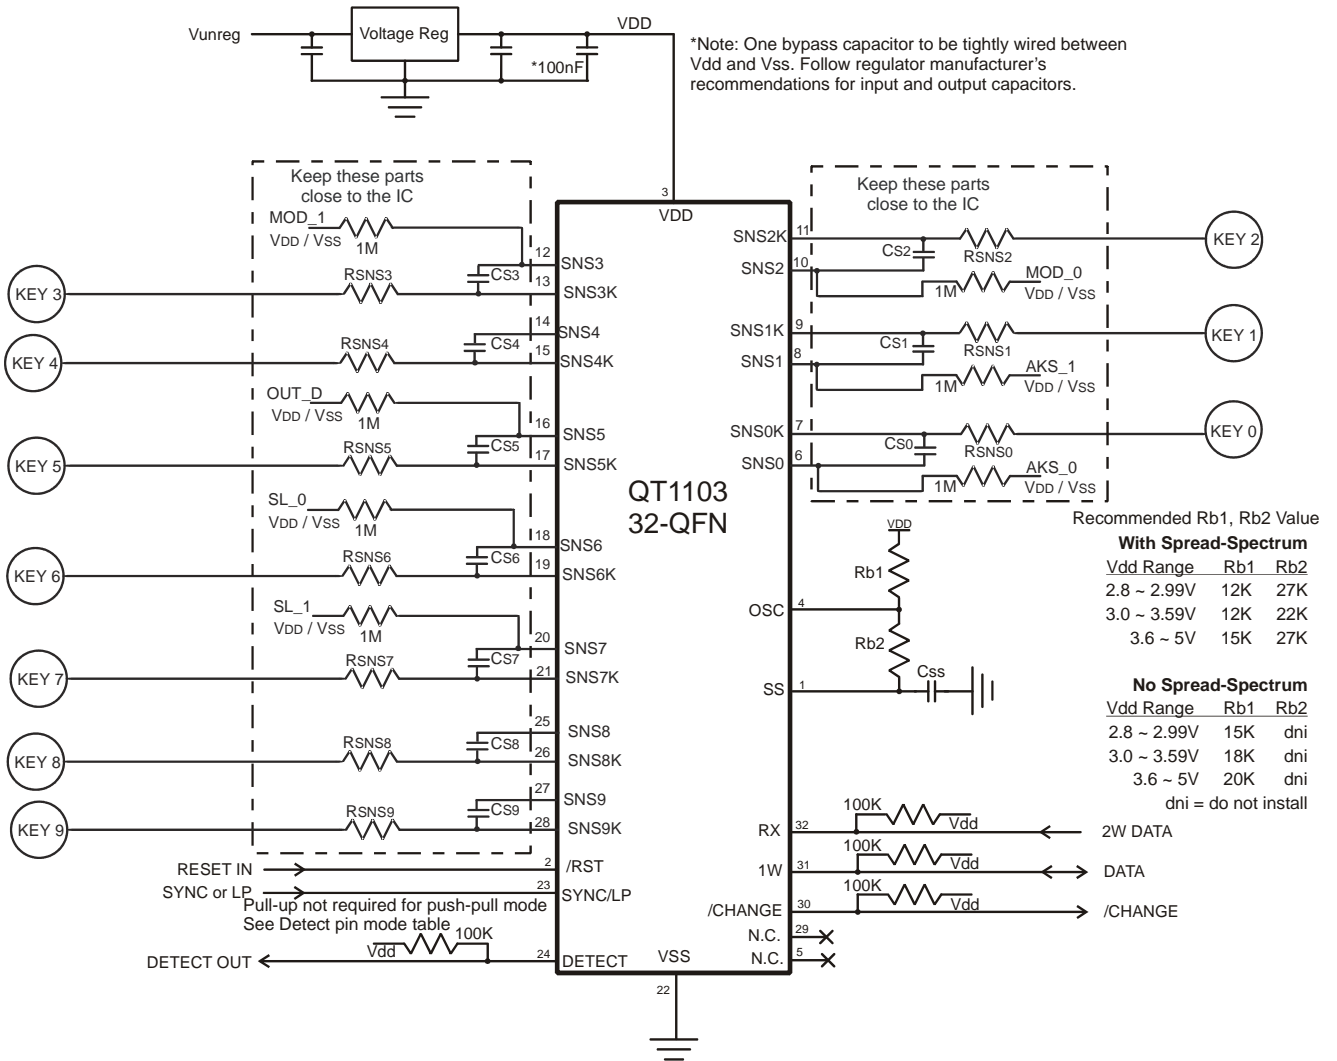 Vunreg
Voltage Reg
VDD
*100nF
*Note: One bypass capacitor to be tightly wired between
Vdd and Vss. Follow regulator manufacturer's
recommendations for input and output capacitors.
Keep these parts
close to the IC
MOD_1
VDD / VSS
1M
RSNS3
CS3
KEY 3
12
SNS3
13
SNS3K
RSNS4
CS4
KEY 4
14
SNS4
15
SNS4K
OUT_D
VDD / VSS
1M
RSNS5
CS5
KEY 5
16
SNS5
17
SNS5K
SL_0
VDD / VSS
1M
RSNS6
CS6
KEY 6
18
SNS6
19
SNS6K
SL_1
VDD / VSS
1M
RSNS7
CS7
KEY 7
20
SNS7
21
SNS7K
RSNS8
CS8
KEY 8
25
SNS8
26
SNS8K
RSNS9
CS9
KEY 9
27
SNS9
28
SNS9K
RESET IN
2
/RST
SYNC or LP
23
SYNC/LP
Pull-up not required for push-pull mode
See Detect pin mode table
Vdd
100K
DETECT OUT
24
DETECT
3
VDD
QT1103
32-QFN
VSS
22
Keep these parts
close to the IC
SNS2K
11
CS2
RSNS2
KEY 2
SNS2
10
1M
MOD_0
VDD / VSS
SNS1K
9
CS1
RSNS1
KEY 1
SNS1
8
1M
AKS_1
VDD / VSS
SNS0K
7
CS0
RSNS0
KEY 0
SNS0
6
1M
AKS_0
VDD / VSS
VDD
Rb1
OSC
4
Rb2
SS
1
Css
Recommended Rb1, Rb2 Value
With Spread-Spectrum
Vdd Range Rb1 Rb2
2.8 ~ 2.99V 12K 27K
3.0 ~ 3.59V 12K 22K
3.6 ~ 5V 15K 27K
No Spread-Spectrum
Vdd Range Rb1 Rb2
2.8 ~ 2.99V 15K dni
3.0 ~ 3.59V 18K dni
3.6 ~ 5V 20K dni
dni = do not install
100K
Vdd
RX
32
2W DATA
100K
Vdd
1W
31
DATA
100K
Vdd
/CHANGE
30
/CHANGE
N.C.
29
N.C.
5